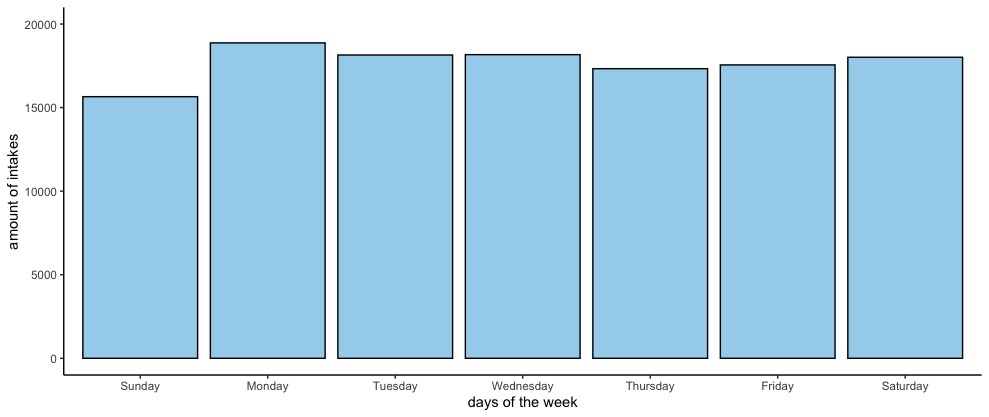 20000
15000
10000
5000
0
amount of intakes
Sunday Monday Tuesday Wednesday Thursday Friday Saturday
days of the week